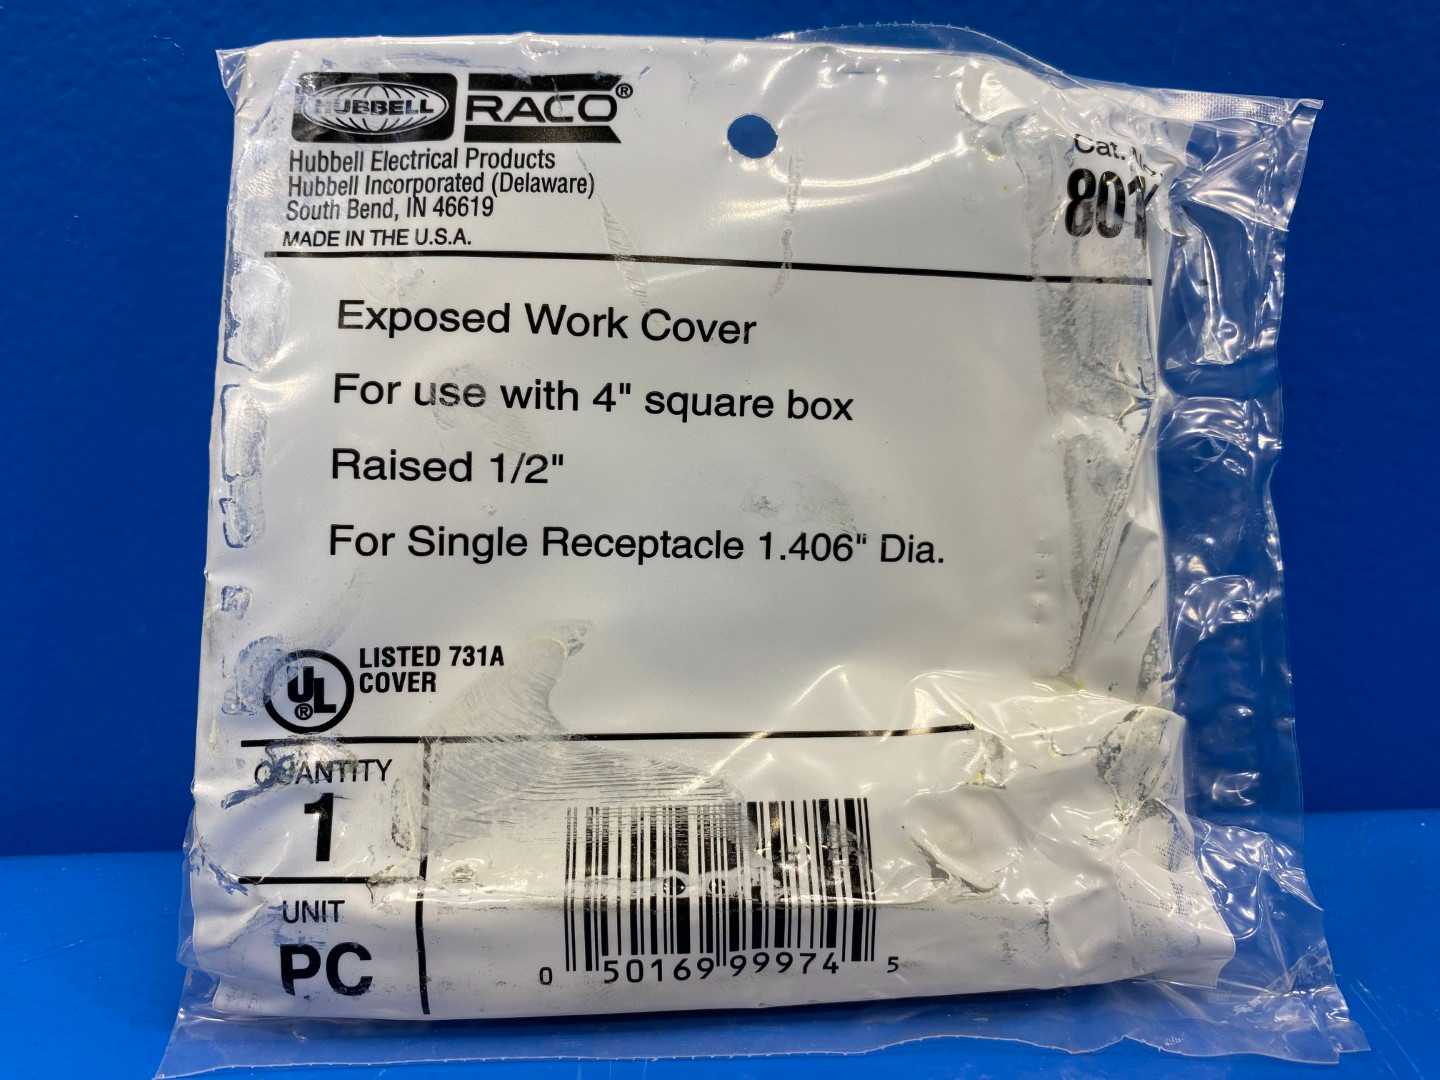 HUBBELL RACO®
Hubbell Electrical Products
Hubbell Incorporated (Delaware)
South Bend, IN 46619
MADE IN THE U.S.A.
Cat.
Exposed Work Cover
For use with 4" square box
Raised 1/2"
For Single Receptacle 1.406" Dia.
UL®
LISTED 731A
COVER
QUANTITY
1
UNIT
PC
0 50169 99974 5